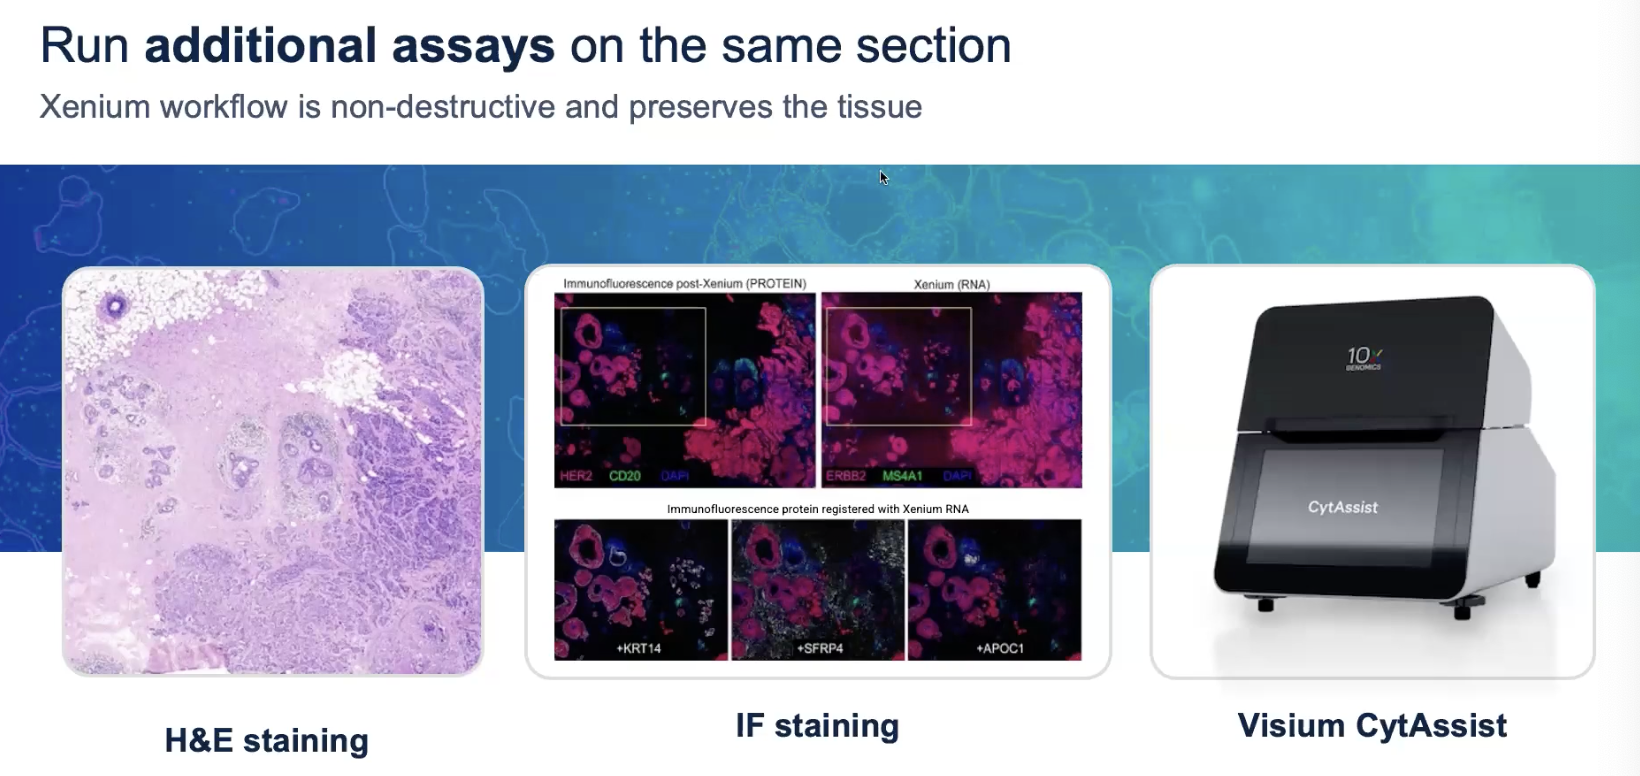 Run additional assays on the same section
Xenium workflow is non-destructive and preserves the tissue
Immunofluorescence post-Xenium (PROTEIN)
Xenium (RNA)
HER2 CD20 DAPI
ERBB2 MS4A1 DAPI
Immunofluorescence protein registered with Xenium RNA
+KRT14
+SFRP4
+APOC1
10x
GENOMICS
CytAssist
H&E staining
IF staining
Visium CytAssist